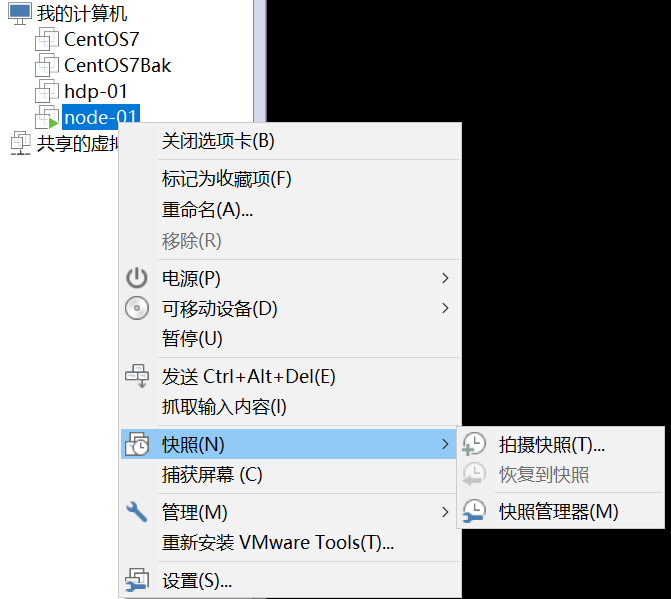 我的计算机
CentOS7
CentOS7Bak
hdp-01
node-01
共享的虚拟
关闭选项卡(B)
标记为收藏项(F)
重命名(A)...
移除(R)
电源(P)
可移动设备(D)
暂停(U)
发送 Ctrl+Alt+Del(E)
抓取输入内容(I)
快照(N)
捕获屏幕 (C)
管理(M)
重新安装 VMware Tools(T)...
设置(S)...
拍摄快照(T)...
恢复到快照
快照管理器(M)